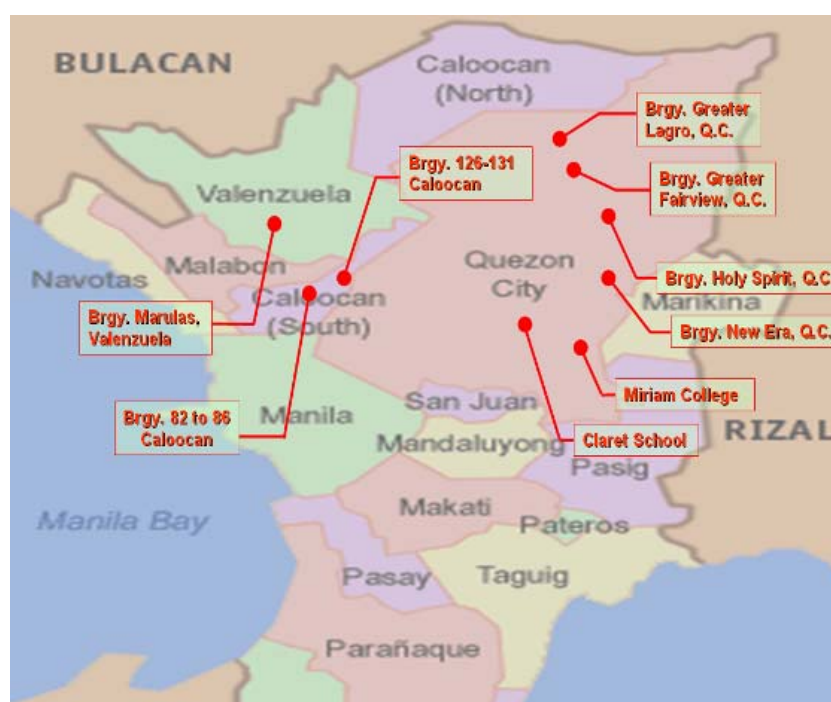 BULACAN
Caloocan
(North)
Brgy. Greater
Lagro, Q.C.
Brgy. 126-131
Caloocan
Brgy. Greater
Fairview, Q.C.
Valenzuela
Navotas
Malabon
Quezon
City
Brgy. Holy Spirit, Q.C
Caloocan
(South)
Marikina
Brgy. Marulas,
Valenzuela
Brgy. New Era, Q.C.
Miriam College
Brgy. 82 to 86
Caloocan
Manila
San Juan
Mandaluyong
Claret School
RIZAL
Pasig
Makati
Manila Bay
Pateros
Pasay
Taguig
Parañaque